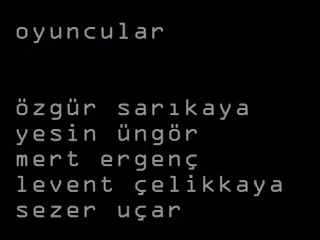 oyuncular
özgür sarıkaya
yesin üngör
mert ergenç
levent çelikkaya
sezer uçar